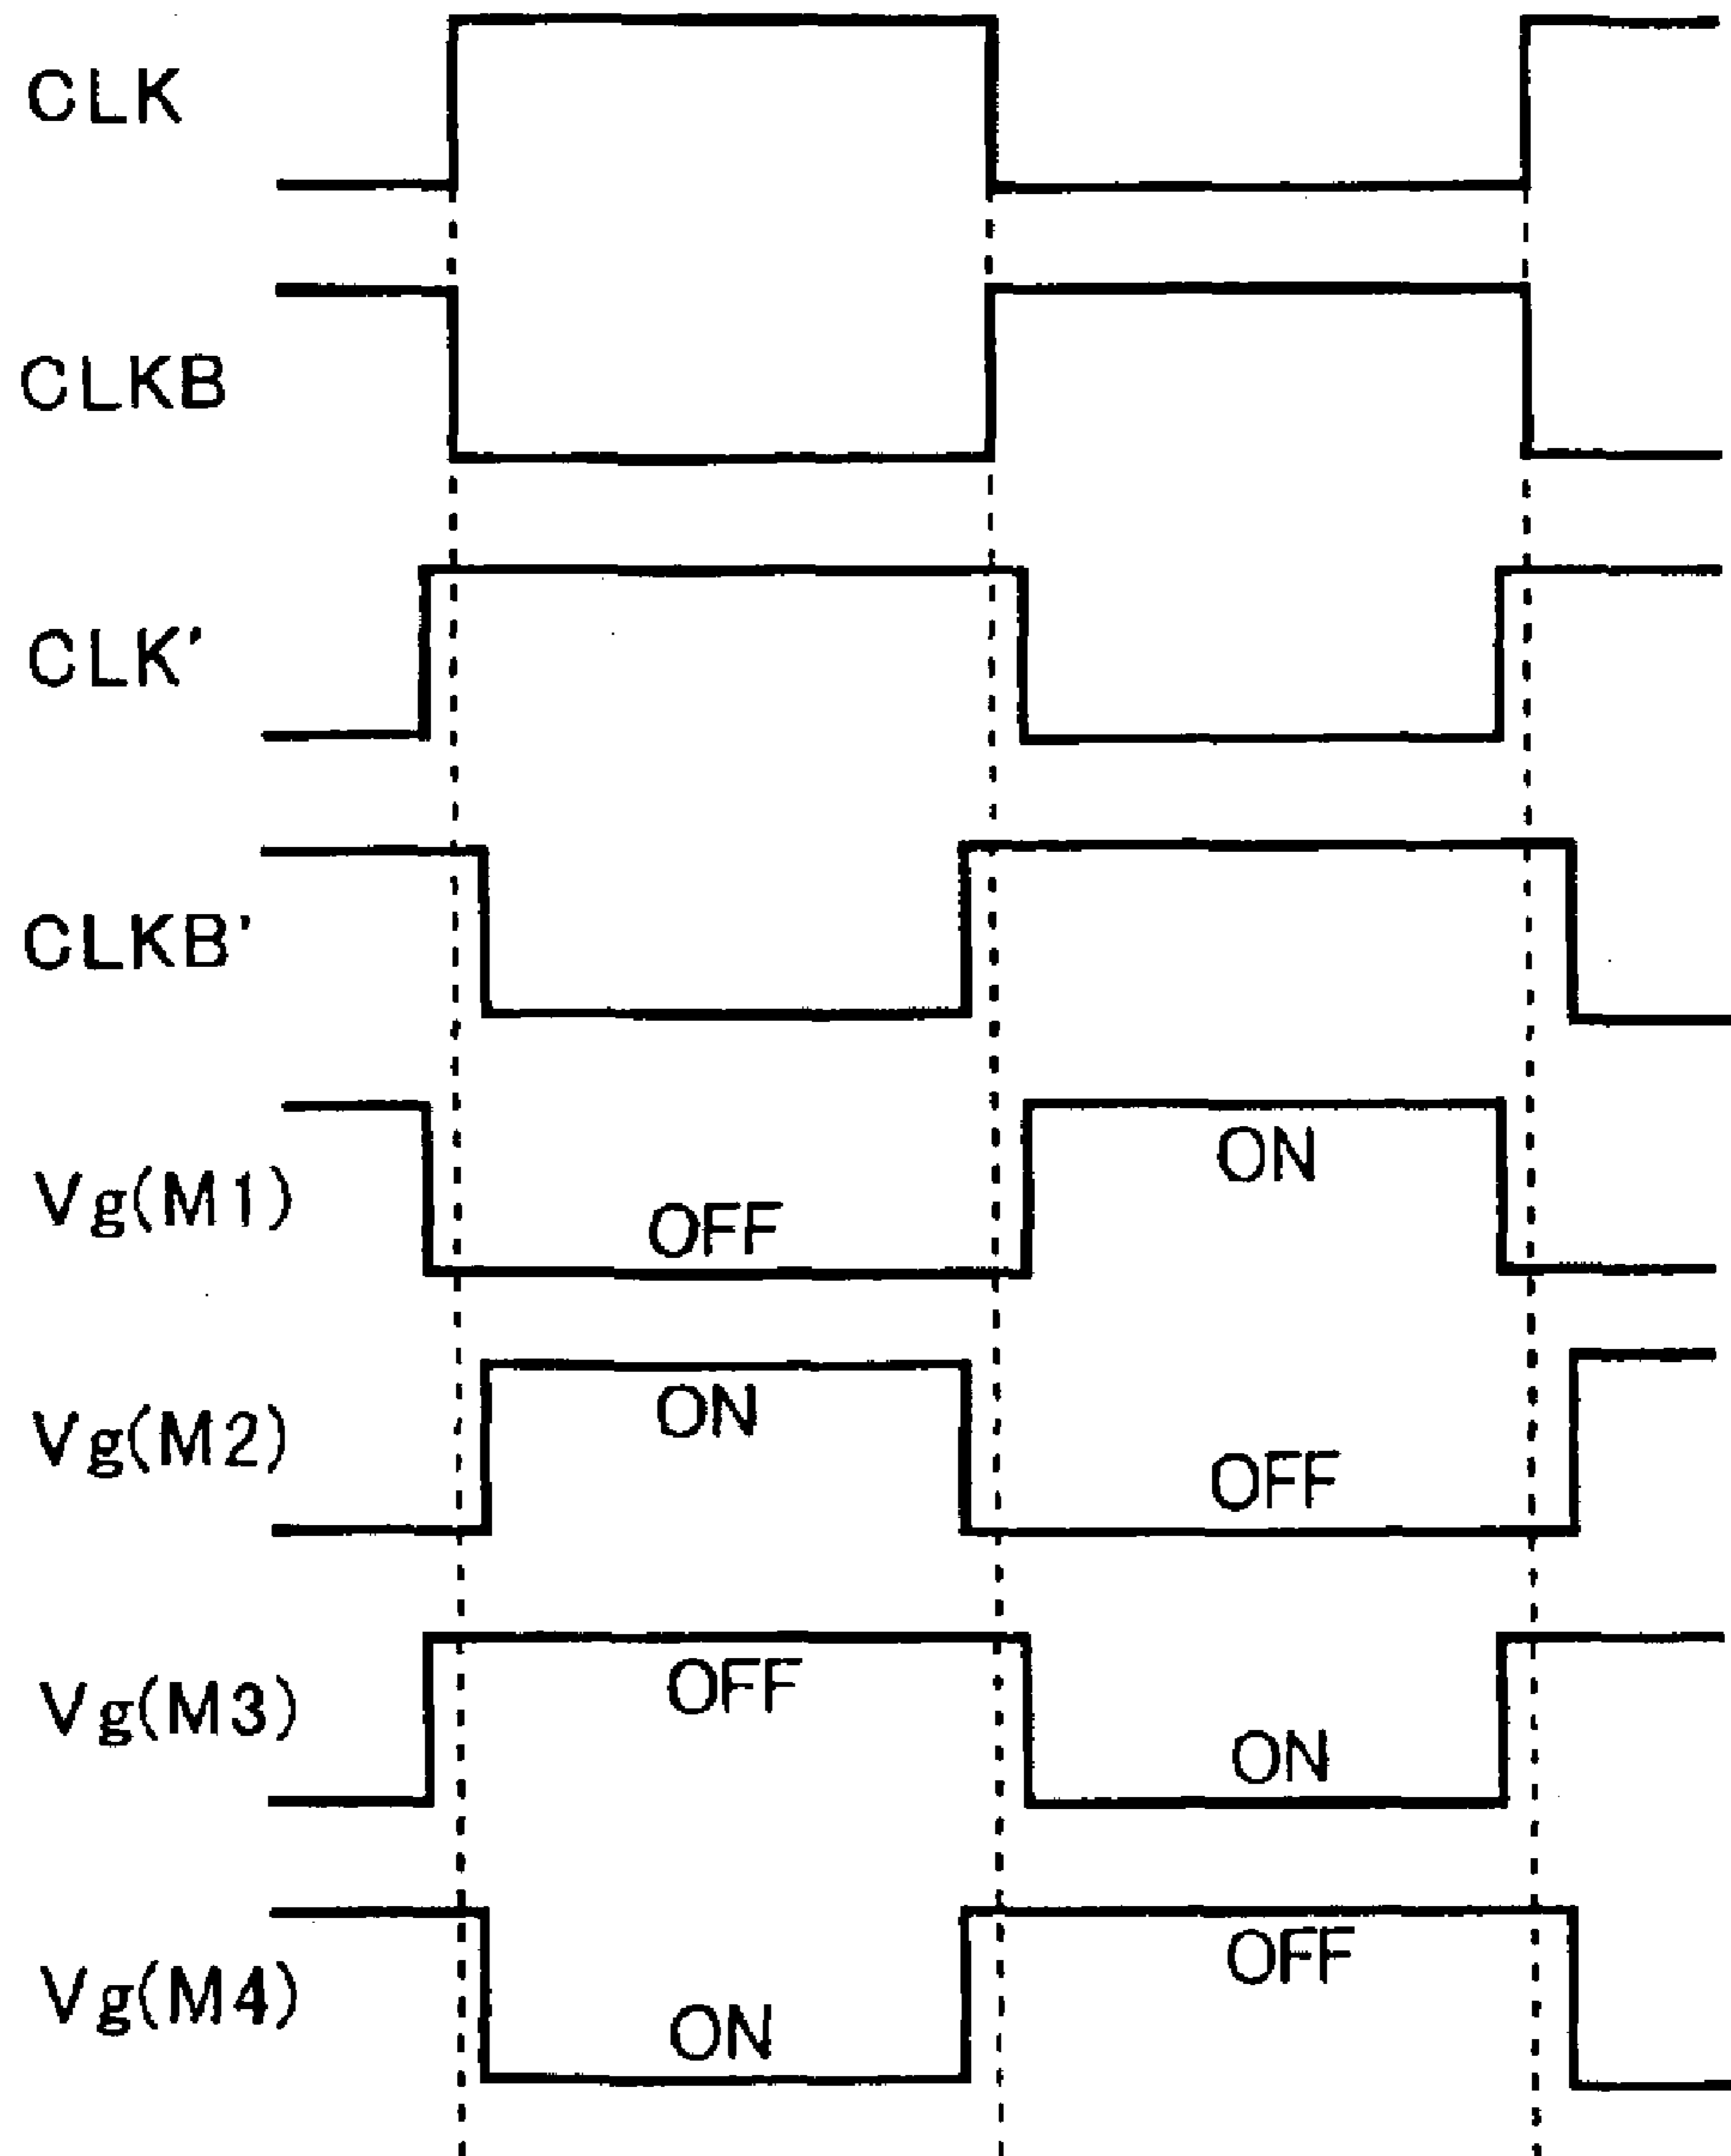 CLK
CLKB
CLK'
CLKB'
Vg(M1)
OFF
ON
Vg(M2)
ON
OFF
Vg(M3)
OFF
ON
Vg(M4)
ON
OFF